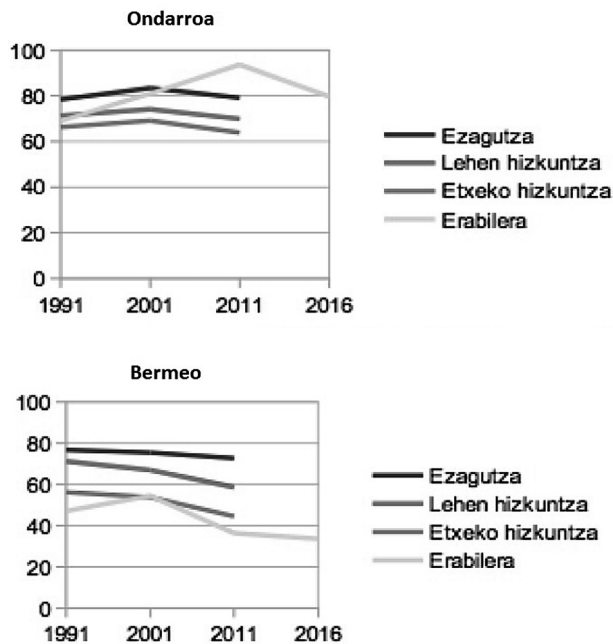 Ondarroa
100
80
60
40
20
0
1991 2001 2011 2016
Ezagutza
Lehen hizkuntza
Etxeko hizkuntza
Erabilera
Bermeo
100
80
60
40
20
0
1991 2001 2011 2016
Ezagutza
Lehen hizkuntza
Etxeko hizkuntza
Erabilera